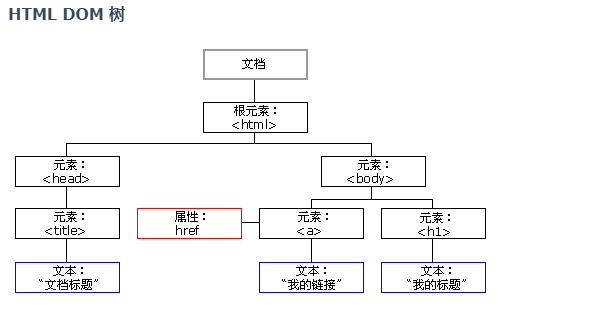 HTML DOM 树
文档
根元素：
<html>
元素：
<head>
元素：
<body>
元素：
<title>
属性：
href
元素：
<a>
元素：
<h1>
文本：
“文档标题”
文本：
“我的链接”
文本：
“我的标题”